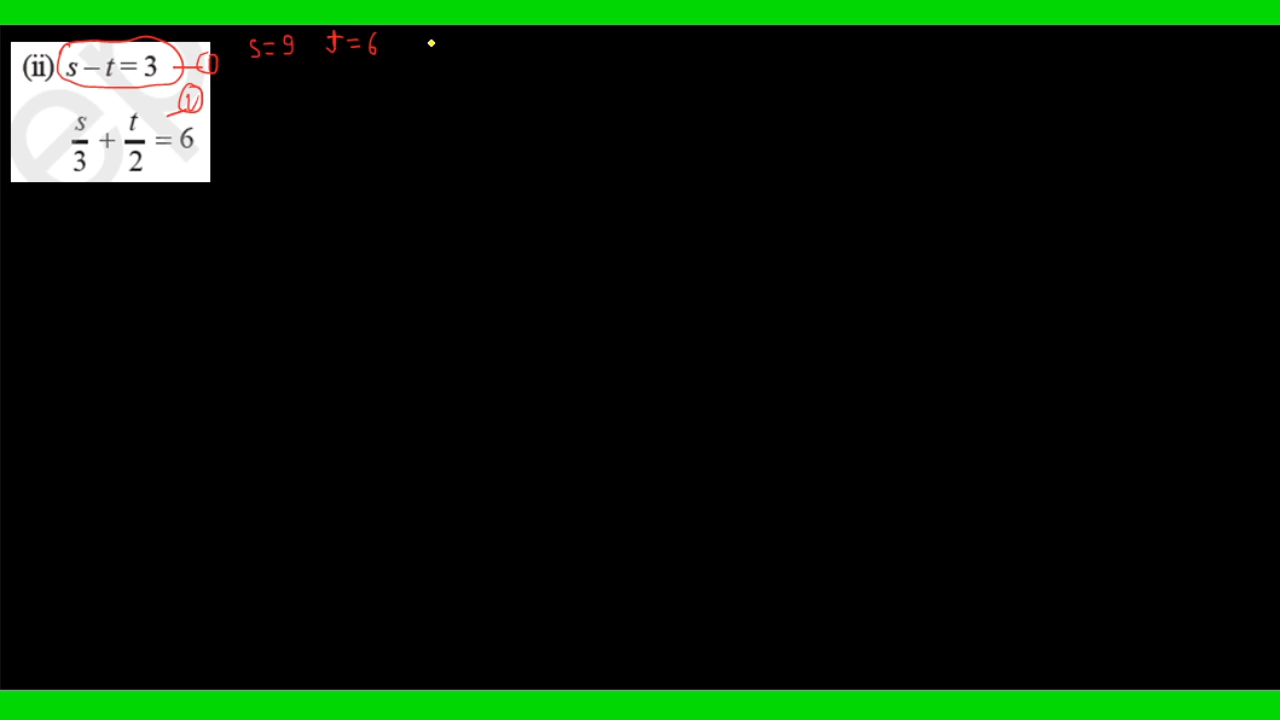 (ii) s – t = 3 —① s=9 t=6
②
s/3 + t/2 = 6